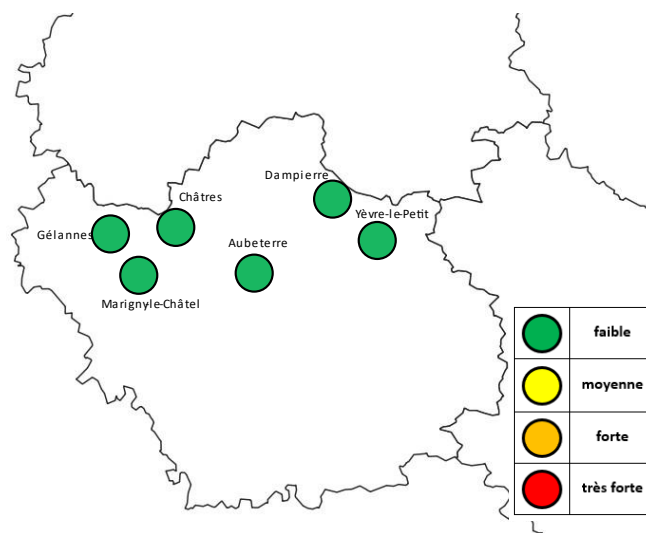 Dampierre
Châtres
Yèvre-le-Petit
Gélannes
Aubeterre
Marignyle-Châtel
faible
moyenne
forte
très forte